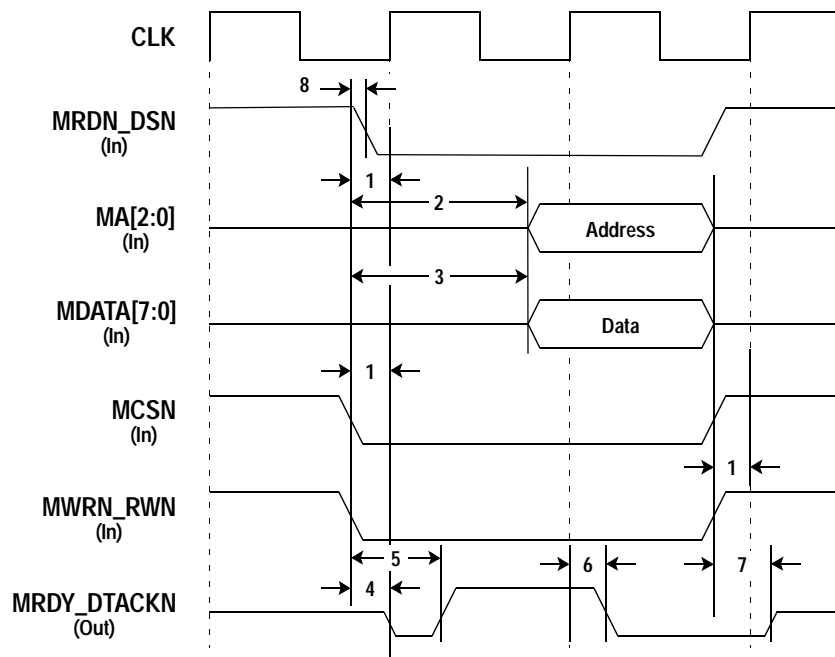 CLK
8
MRDN_DSN
(In)
1
2
MA[2:0]
(In)
Address
3
MDATA[7:0]
(In)
Data
1
MCSN
(In)
1
MWRN_RWN
(In)
5
6
7
4
MRDY_DTACKN
(Out)